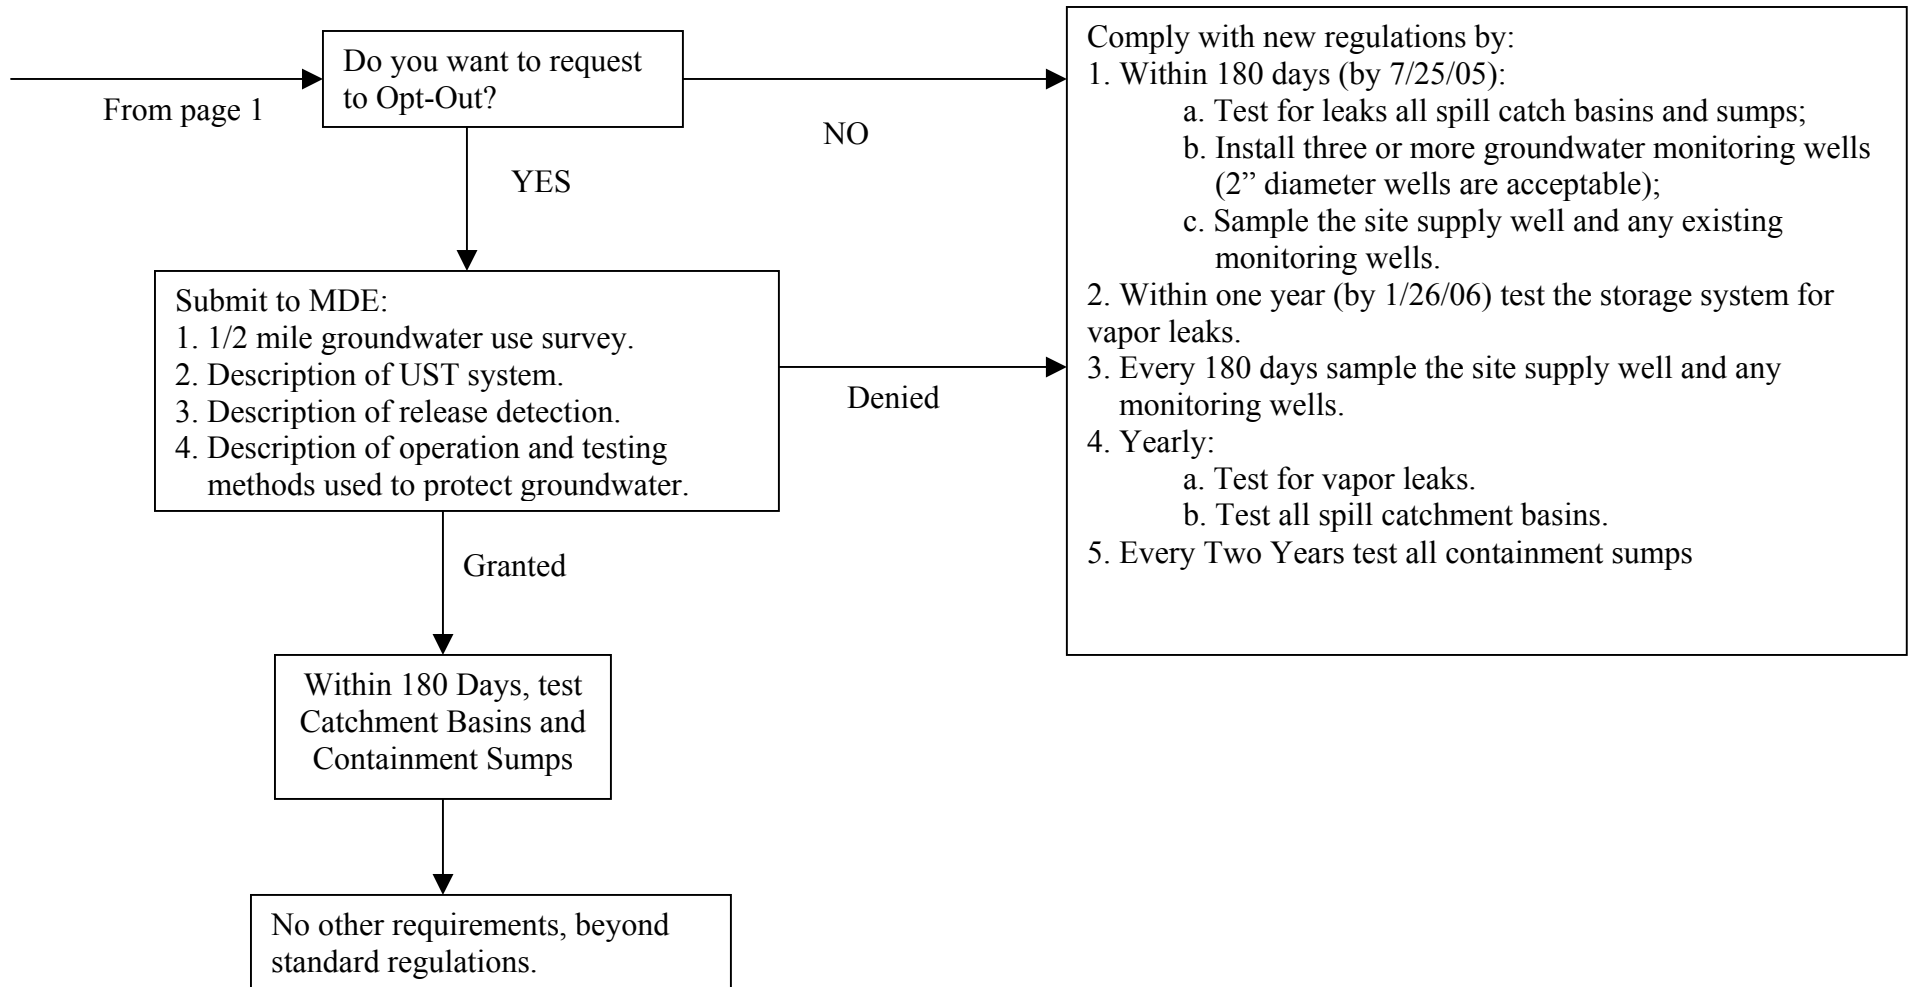 From page 1
Do you want to request
to Opt-Out?
NO
YES
Submit to MDE:
1. 1/2 mile groundwater use survey.
2. Description of UST system.
3. Description of release detection.
4. Description of operation and testing
methods used to protect groundwater.
Denied
Granted
Within 180 Days, test
Catchment Basins and
Containment Sumps
No other requirements, beyond
standard regulations.
Comply with new regulations by:
1. Within 180 days (by 7/25/05):
a. Test for leaks all spill catch basins and sumps;
b. Install three or more groundwater monitoring wells
(2” diameter wells are acceptable);
c. Sample the site supply well and any existing
monitoring wells.
2. Within one year (by 1/26/06) test the storage system for
vapor leaks.
3. Every 180 days sample the site supply well and any
monitoring wells.
4. Yearly:
a. Test for vapor leaks.
b. Test all spill catchment basins.
5. Every Two Years test all containment sumps